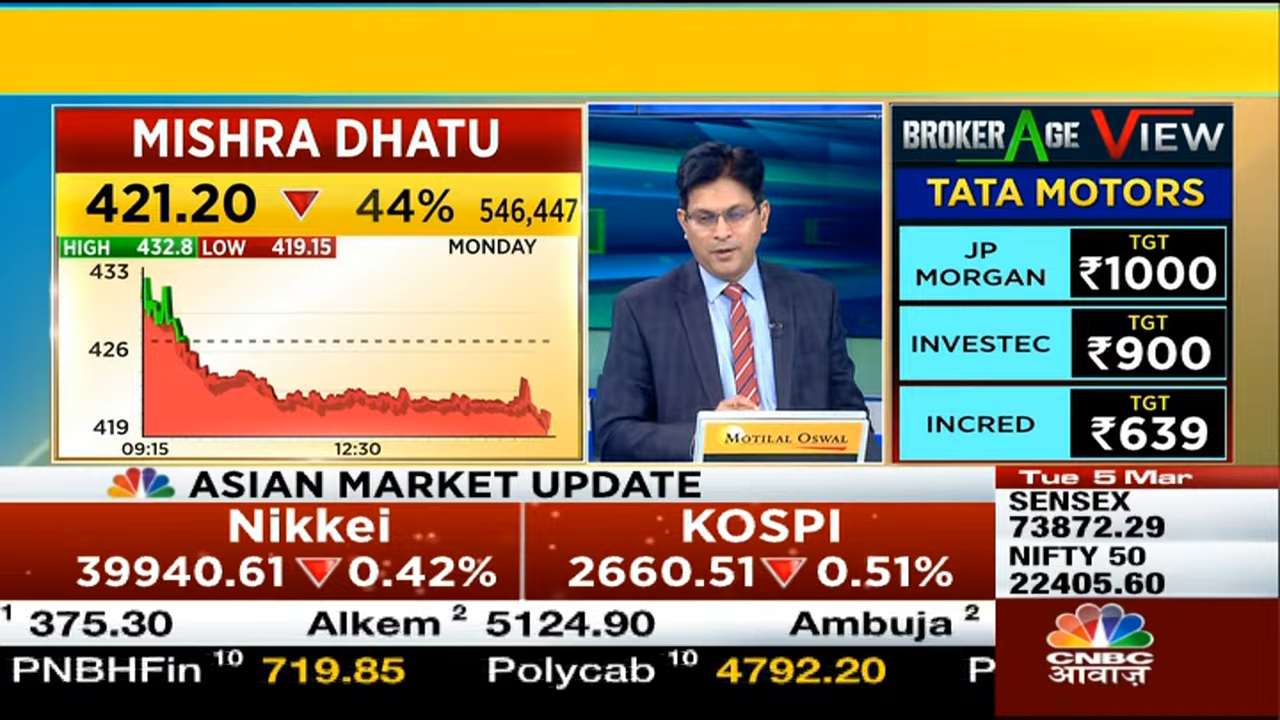 MISHRA DHATU
421.20 44% 546,447
HIGH 432.8 LOW 419.15 MONDAY
433
426
419
09:15 12:30
MOTILAL OSWAL
BROKERAGE VIEW
TATA MOTORS
JP MORGAN
TGT
₹1000
INVESTEC
TGT
₹900
INCRED
TGT
₹639
ASIAN MARKET UPDATE
Nikkei
39940.61 0.42%
KOSPI
2660.51 0.51%
Tue 5 Mar
SENSEX
73872.29
NIFTY 50
22405.60
1 375.30 Alkem 2 5124.90 Ambuja 2
PNBHFin 10 719.85 Polycab 10 4792.20 P
CNBC
आवाज़